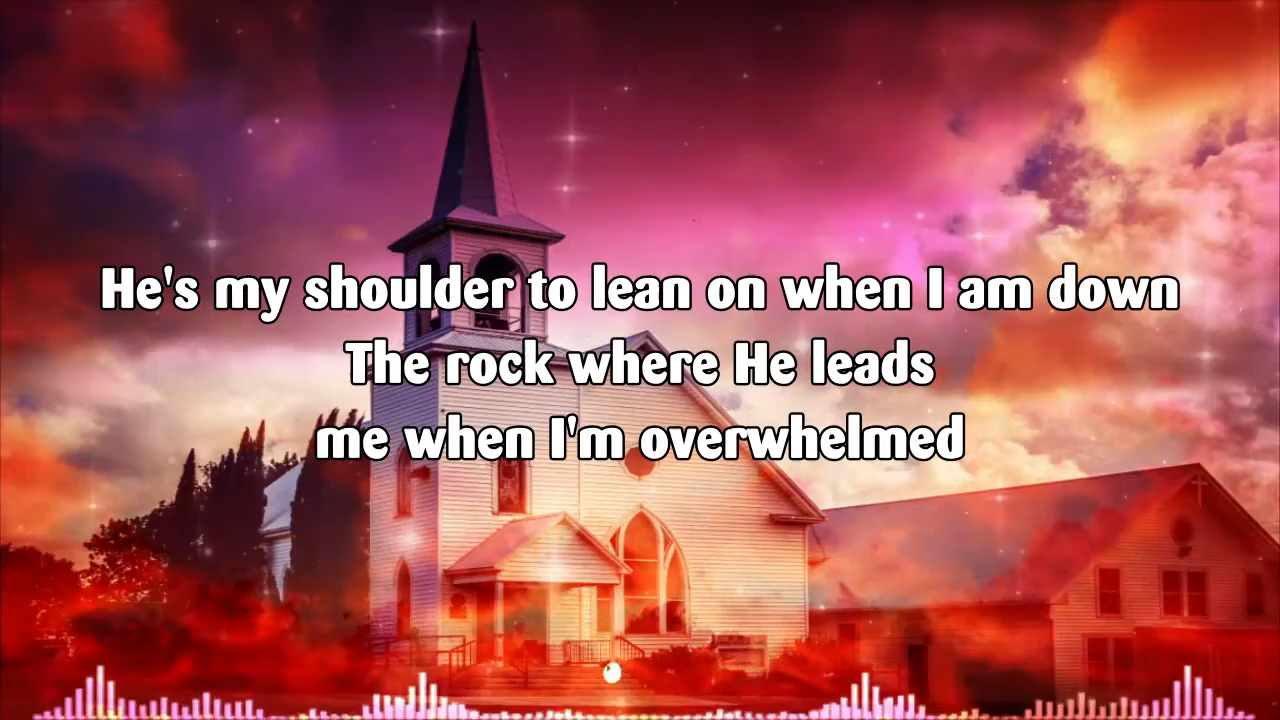 He's my shoulder to lean on when I am down
The rock where He leads
me when I'm overwhelmed